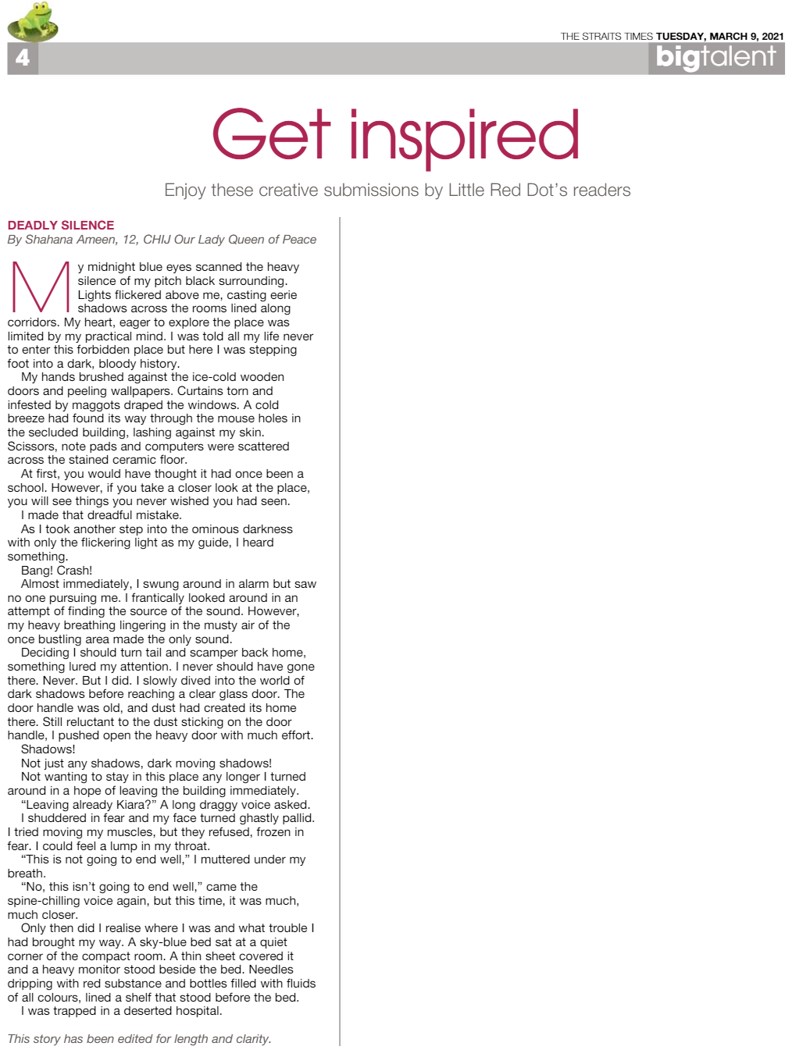 THE STRAITS TIMES TUESDAY, MARCH 9, 2021
4
bigtalent
Get inspired
Enjoy these creative submissions by Little Red Dot's readers
DEADLY SILENCE
By Shahana Ameen, 12, CHIJ Our Lady Queen of Peace
My midnight blue eyes scanned the heavy
silence of my pitch black surrounding.
Lights flickered above me, casting eerie
shadows across the rooms lined along
corridors. My heart, eager to explore the place was
limited by my practical mind. I was told all my life never
to enter this forbidden place but here I was stepping
foot into a dark, bloody history.
My hands brushed against the ice-cold wooden
doors and peeling wallpapers. Curtains torn and
infested by maggots draped the windows. A cold
breeze had found its way through the mouse holes in
the secluded building, lashing against my skin.
Scissors, note pads and computers were scattered
across the stained ceramic floor.
At first, you would have thought it had once been a
school. However, if you take a closer look at the place,
you will see things you never wished you had seen.
I made that dreadful mistake.
As I took another step into the ominous darkness
with only the flickering light as my guide, I heard
something.
Bang! Crash!
Almost immediately, I swung around in alarm but saw
no one pursuing me. I frantically looked around in an
attempt of finding the source of the sound. However,
my heavy breathing lingering in the musty air of the
once bustling area made the only sound.
Deciding I should turn tail and scamper back home,
something lured my attention. I never should have gone
there. Never. But I did. I slowly dived into the world of
dark shadows before reaching a clear glass door. The
door handle was old, and dust had created its home
there. Still reluctant to the dust sticking on the door
handle, I pushed open the heavy door with much effort.
Shadows!
Not just any shadows, dark moving shadows!
Not wanting to stay in this place any longer I turned
around in a hope of leaving the building immediately.
"Leaving already Kiara?" A long draggy voice asked.
I shuddered in fear and my face turned ghastly pallid.
I tried moving my muscles, but they refused, frozen in
fear. I could feel a lump in my throat.
"This is not going to end well," I muttered under my
breath.
"No, this isn't going to end well," came the
spine-chilling voice again, but this time, it was much,
much closer.
Only then did I realise where I was and what trouble I
had brought my way. A sky-blue bed sat at a quiet
corner of the compact room. A thin sheet covered it
and a heavy monitor stood beside the bed. Needles
dripping with red substance and bottles filled with fluids
of all colours, lined a shelf that stood before the bed.
I was trapped in a deserted hospital.
This story has been edited for length and clarity.